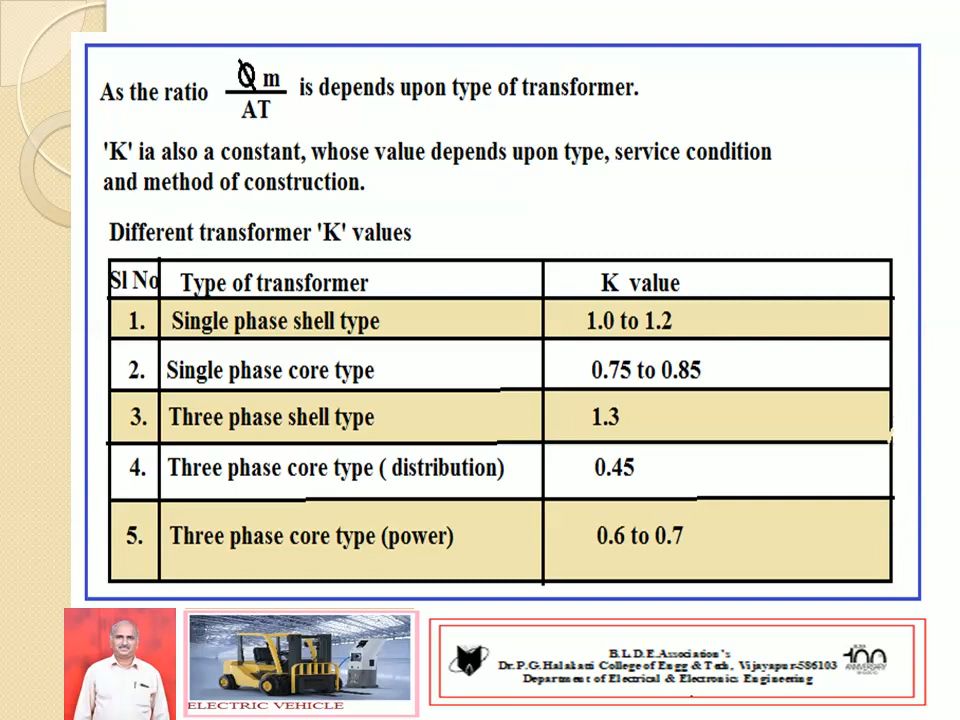 As the ratio Φm / AT is depends upon type of transformer.
'K' ia also a constant, whose value depends upon type, service condition
and method of construction.
Different transformer 'K' values
Sl No Type of transformer K value
1. Single phase shell type 1.0 to 1.2
2. Single phase core type 0.75 to 0.85
3. Three phase shell type 1.3
4. Three phase core type ( distribution) 0.45
5. Three phase core type (power) 0.6 to 0.7
ELECTRIC VEHICLE
B.L.D.E.Association's
Dr.P.G.Halakatti College of Engg & Tech, Vijayapur-586103
Department of Electrical & Electronics Engineering
100
ANNIVERSARY